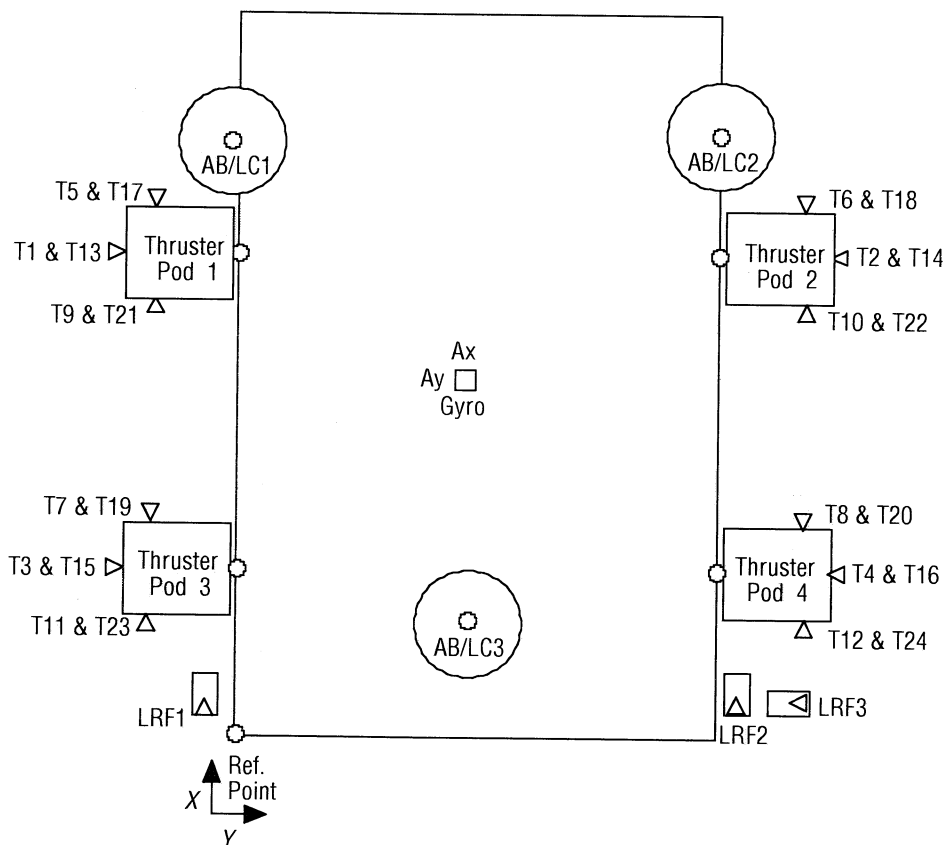 AB/LC1
AB/LC2
T5 & T17
T6 & T18
T1 & T13
Thruster
Pod 1
Thruster
Pod 2
T2 & T14
T9 & T21
T10 & T22
Ax
Ay
Gyro
T7 & T19
T8 & T20
T3 & T15
Thruster
Pod 3
Thruster
Pod 4
T4 & T16
T11 & T23
AB/LC3
T12 & T24
LRF1
LRF2
LRF3
Ref.
Point
X
Y